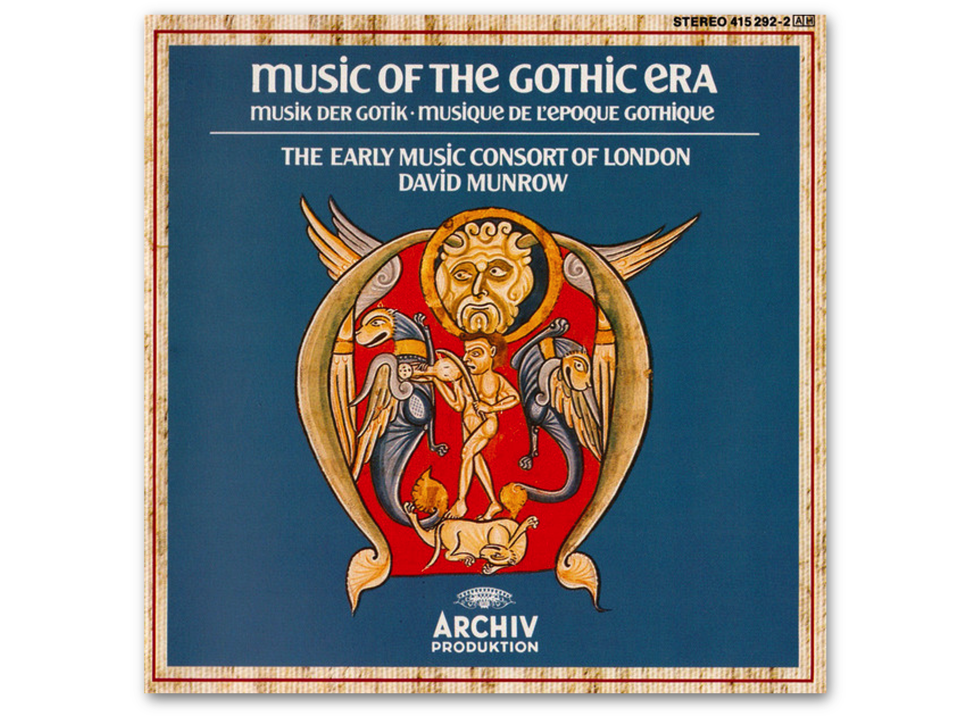 STEREO 415 292-2 AH
MUSIC OF THE GOTHIC ERA
MUSIK DER GOTIK · MUSIQUE DE L'EPOQUE GOTHIQUE
THE EARLY MUSIC CONSORT OF LONDON
DAVID MUNROW
ARCHIV
PRODUKTION